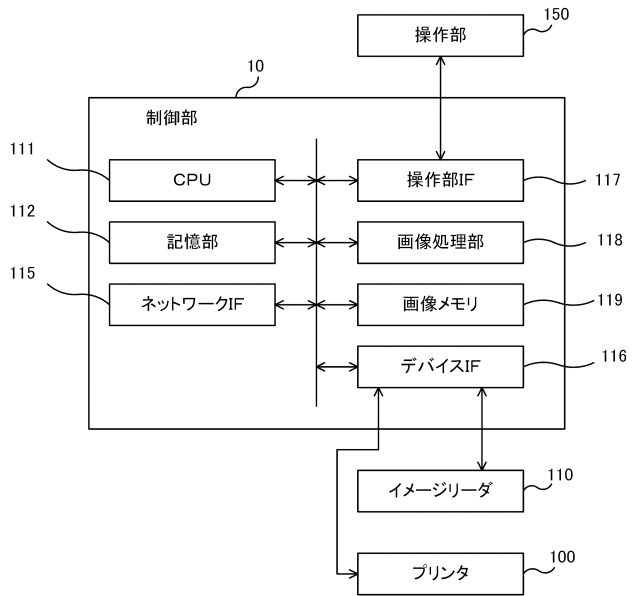 操作部
150
10
制御部
111
CPU
操作部IF
117
112
記憶部
画像処理部
118
115
ネットワークIF
画像メモリ
119
デバイスIF
116
イメージリーダ
110
プリンタ
100